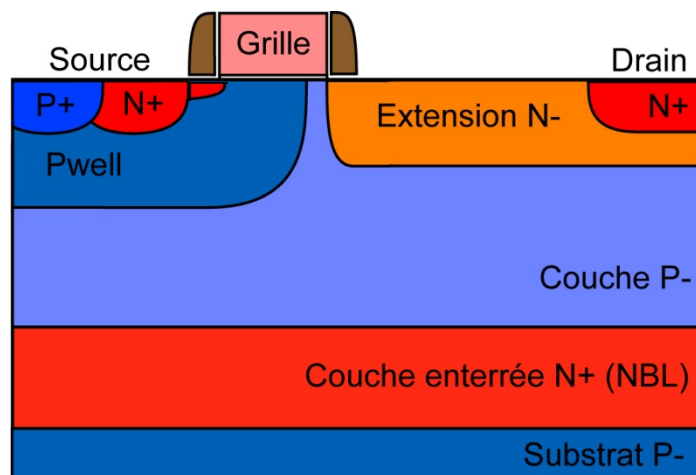 Source
Grille
Drain
P+
N+
Extension N-
N+
Pwell
Couche P-
Couche enterrée N+ (NBL)
Substrat P-